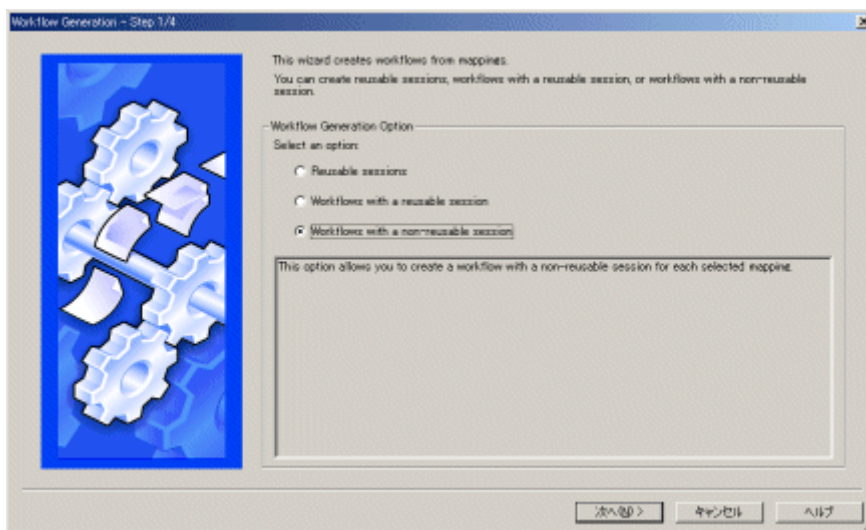 Workflow Generation - Step 1/4
This wizard creates workflows from mappings.
You can create reusable sessions, workflows with a reusable session, or workflows with a non-reusable
session.
Workflow Generation Option
Select an option:
Reusable sessions
Workflows with a reusable session
Workflows with a non-reusable session
This option allows you to create a workflow with a non-reusable session for each selected mapping.
次へ(N) >
キャンセル
ヘルプ